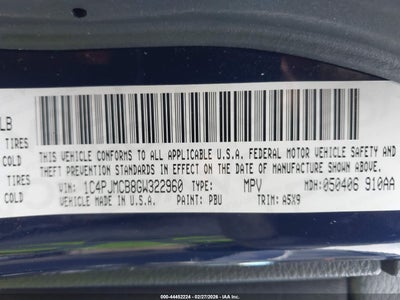 LB
TIRES
COLD
TIRES
COLD
THIS VEHICLE CONFORMS TO ALL APPLICABLE U.S.A. FEDERAL MOTOR VEHICLE SAFETY AND
THEFT PREVENTION STANDARDS IN EFFECT ON THE DATE OF MANUFACTURE SHOWN ABOVE.
VIN: 1C4PJMCB8GW322960 TYPE: MPV MDH:050406 910AA
VEHICLE MADE IN U.S.A. PAINT: PBU TRIM: A5X9
000-44452224 - 02/27/2026 - IAA